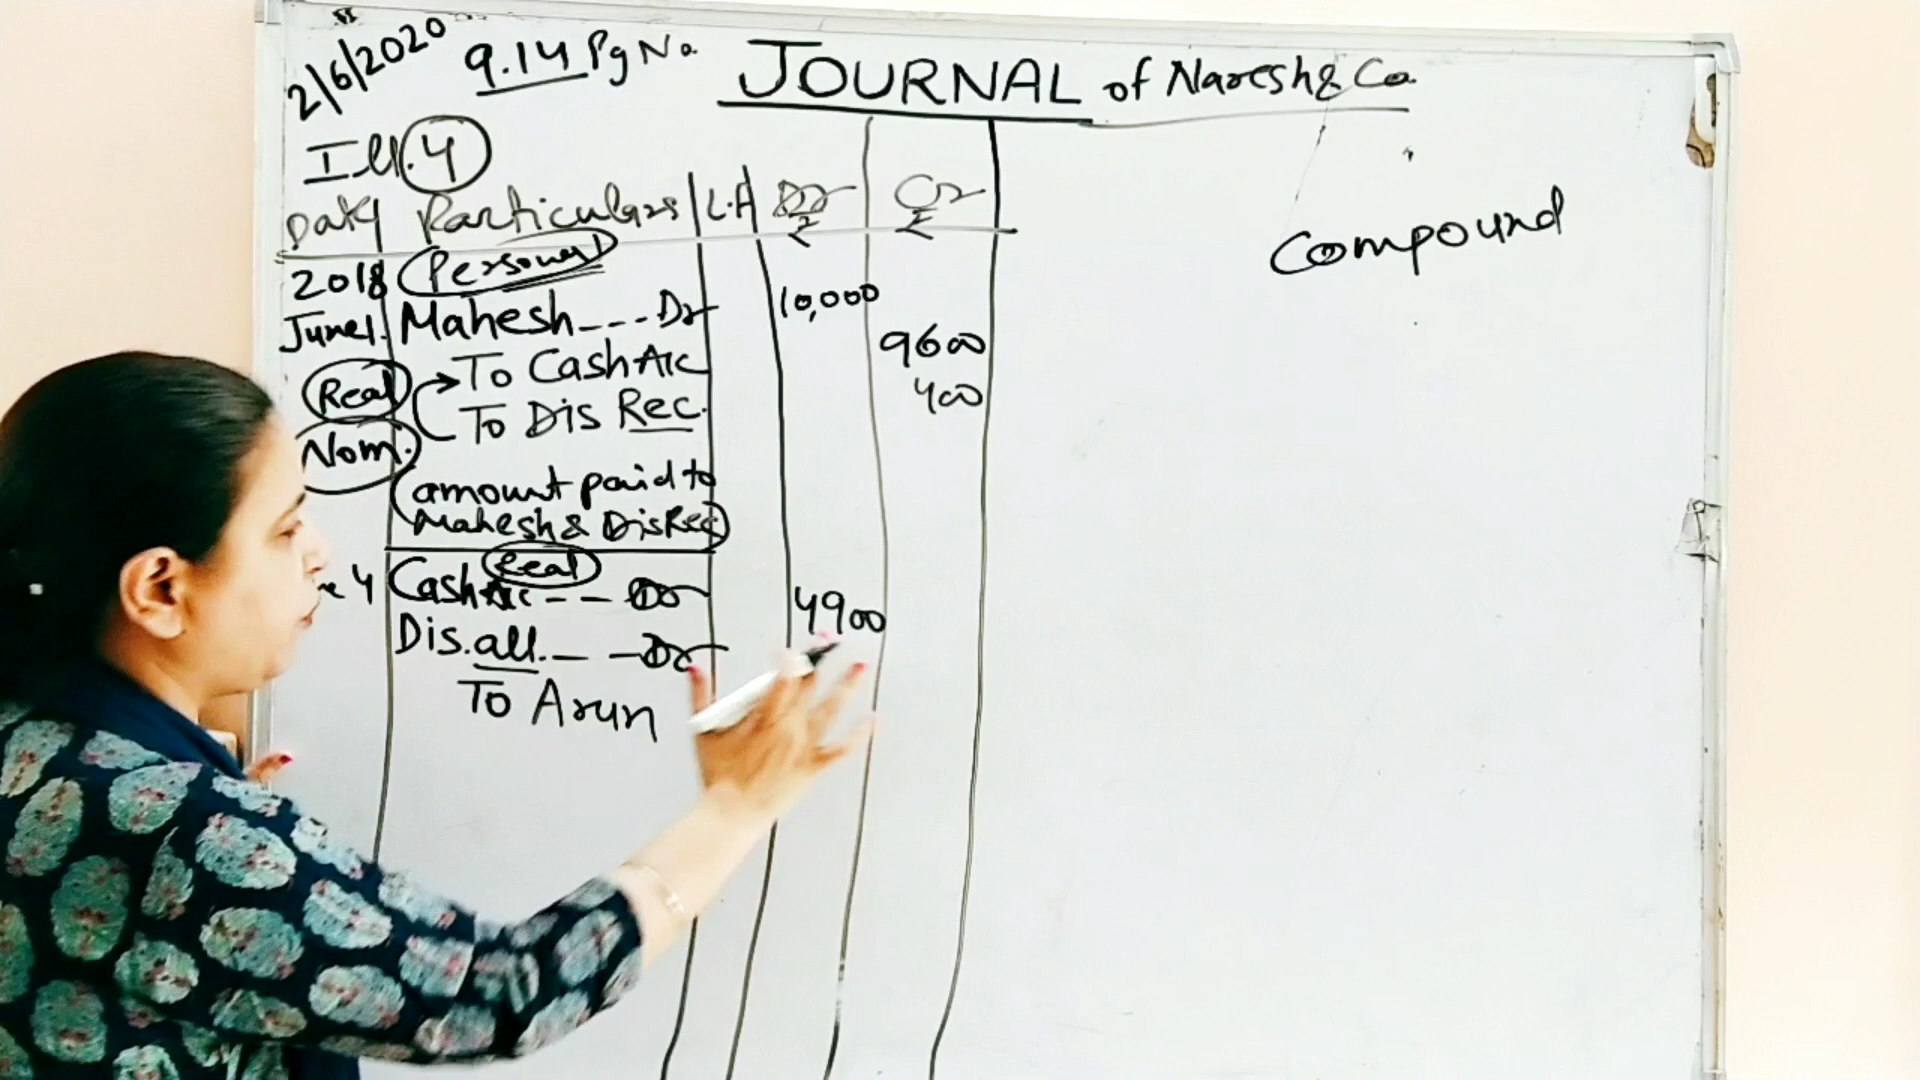 2/6/2020 9.14 Pg No. JOURNAL of Naresh & Co.
Ill. 4
Date Particulars L.F Dr ₹ Cr ₹
2018 Personal
June 1. Mahesh --- Dr 10,000
Real To Cash A/c 9600
Nom. To Dis Rec. 400
(amount paid to
Mahesh & Dis Rec)
Real
4 Cash A/c -- Dr 4900
Dis. all. -- Dr
To Arun
Compound